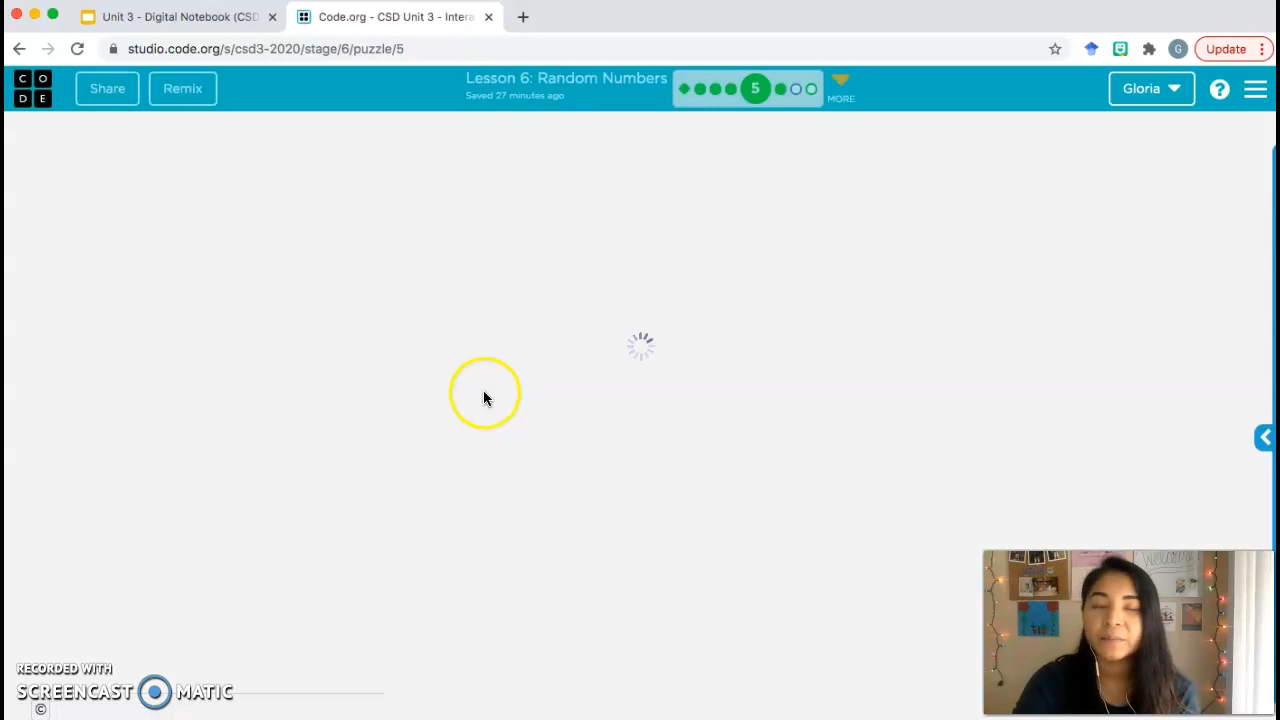 Unit 3 - Digital Notebook (CSD
Code.org - CSD Unit 3 - Intera
studio.code.org/s/csd3-2020/stage/6/puzzle/5
G
Update
CODE
Share
Remix
Lesson 6: Random Numbers
Saved 27 minutes ago
5
MORE
Gloria
?
RECORDED WITH
SCREENCAST MATIC
©